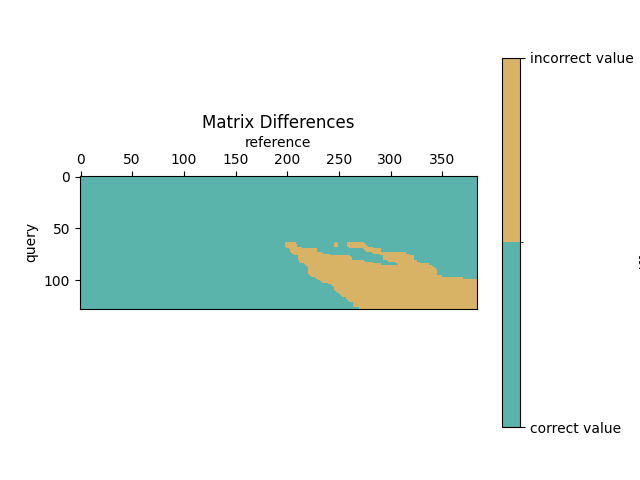 Matrix Differences
reference
0 50 100 150 200 250 300 350
0
50
100
query
incorrect value
correct value